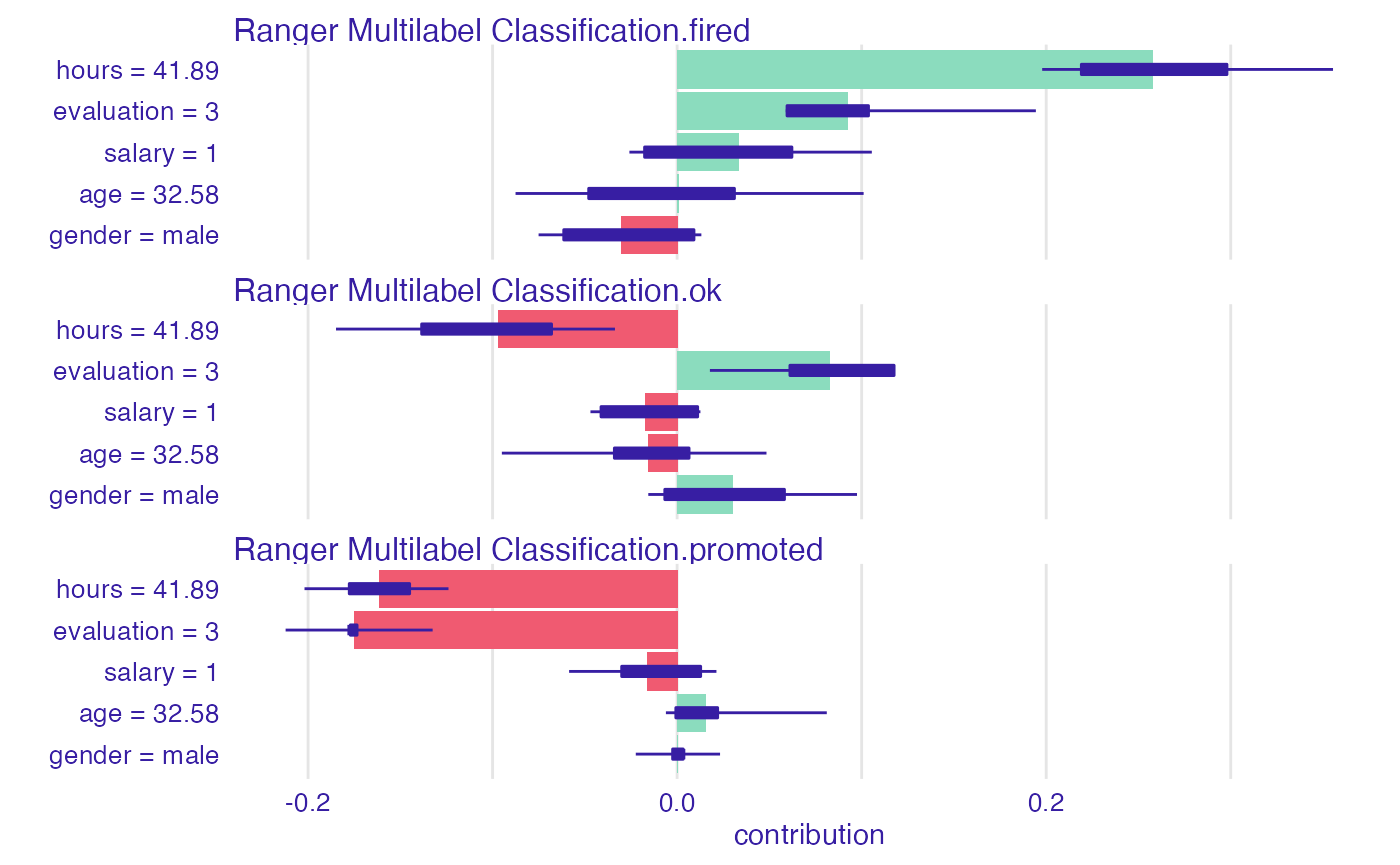 Ranger Multilabel Classification.fired
hours = 41.89
evaluation = 3
salary = 1
age = 32.58
gender = male
Ranger Multilabel Classification.ok
hours = 41.89
evaluation = 3
salary = 1
age = 32.58
gender = male
Ranger Multilabel Classification.promoted
hours = 41.89
evaluation = 3
salary = 1
age = 32.58
gender = male
-0.2 0.0 0.2
contribution